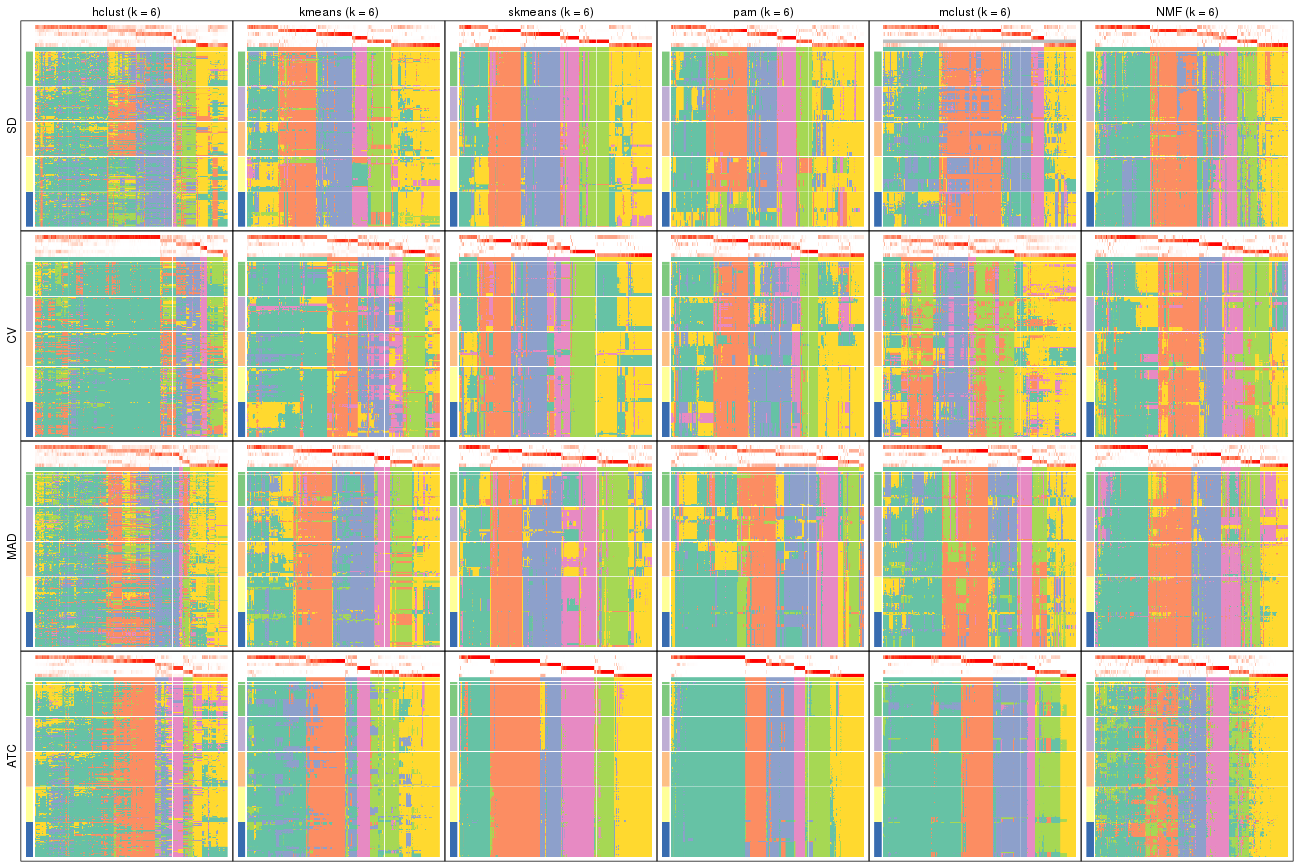 hclust (k = 6)
kmeans (k = 6)
skmeans (k = 6)
pam (k = 6)
mclust (k = 6)
NMF (k = 6)
SD
CV
MAD
ATC